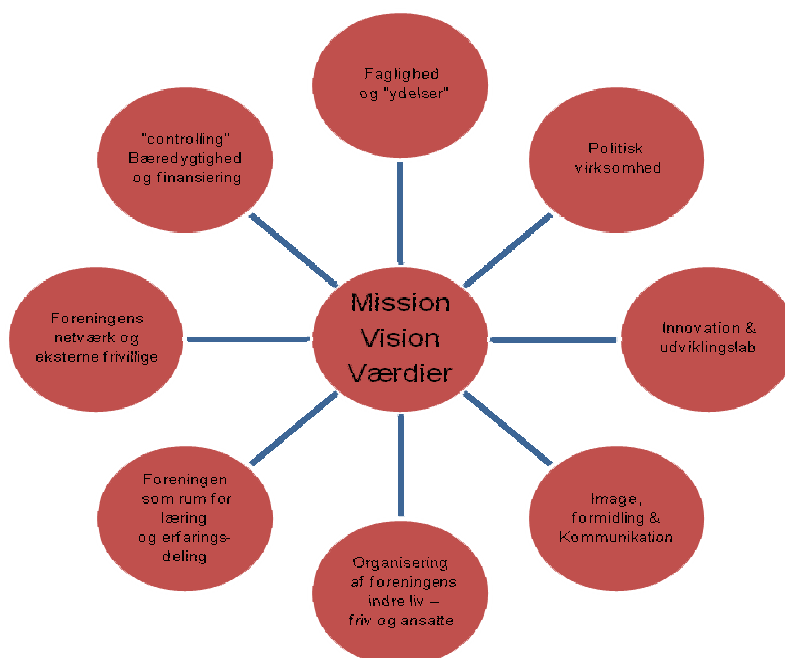 Faglighed
og "ydelser"
"controlling"
Bæredygtighed
og finansiering
Politisk
virksomhed
Foreningens
netværk og
eksterne frivillige
Mission
Vision
Værdier
Innovation &
udviklingslab
Foreningen
som rum for
læring
og erfarings-
deling
Image,
formidling &
Kommunikation
Organisering
af foreningens
indre liv –
friv og ansatte